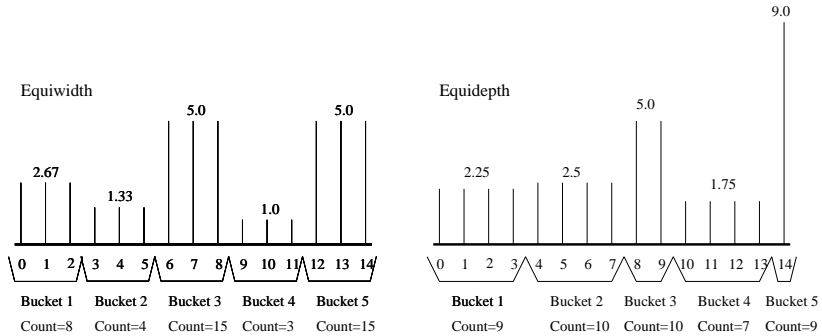 9.0
Equiwidth
Equidepth
5.0 5.0 5.0
2.67 2.25 2.5
1.33 1.75
1.0
0 1 2 3 4 5 6 7 8 9 10 11 12 13 14
0 1 2 3 4 5 6 7 8 9 10 11 12 13 14
Bucket 1 Bucket 2 Bucket 3 Bucket 4 Bucket 5
Count=8 Count=4 Count=15 Count=3 Count=15
Bucket 1 Bucket 2 Bucket 3 Bucket 4 Bucket 5
Count=9 Count=10 Count=10 Count=7 Count=9